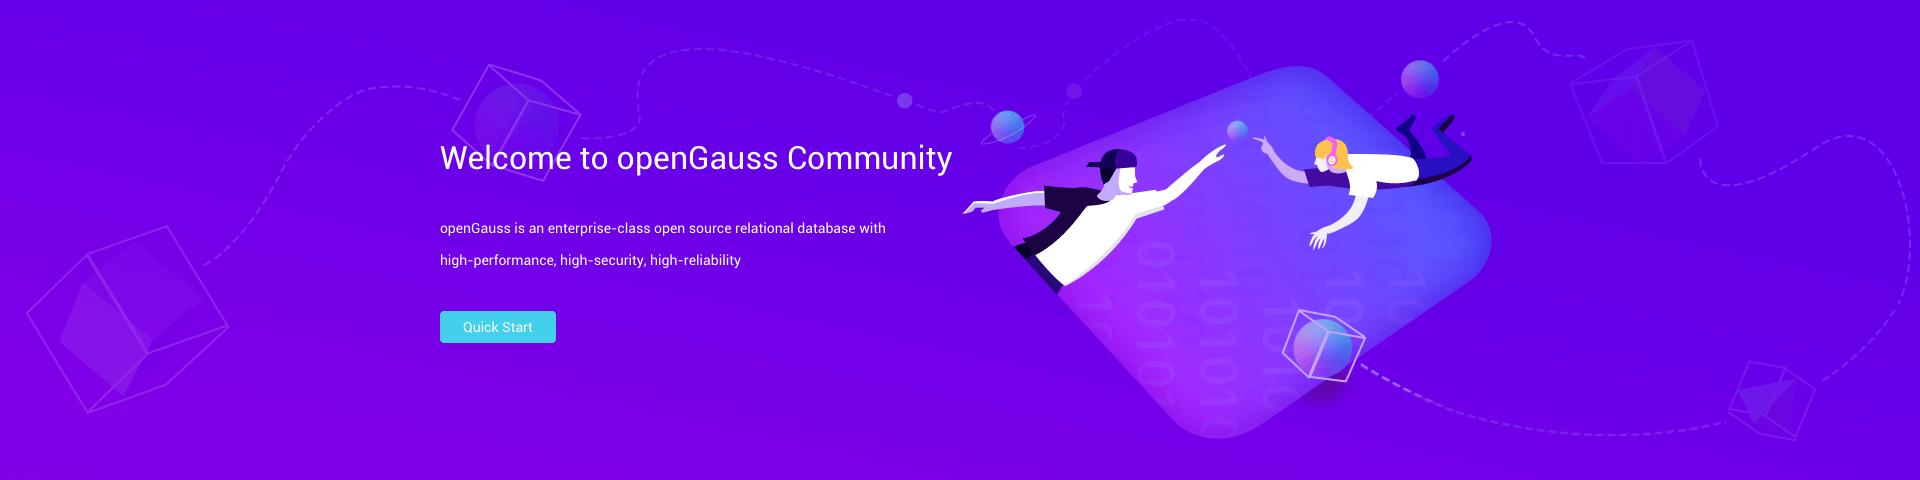 Welcome to openGauss Community
openGauss is an enterprise-class open source relational database with
high-performance, high-security, high-reliability
Quick Start